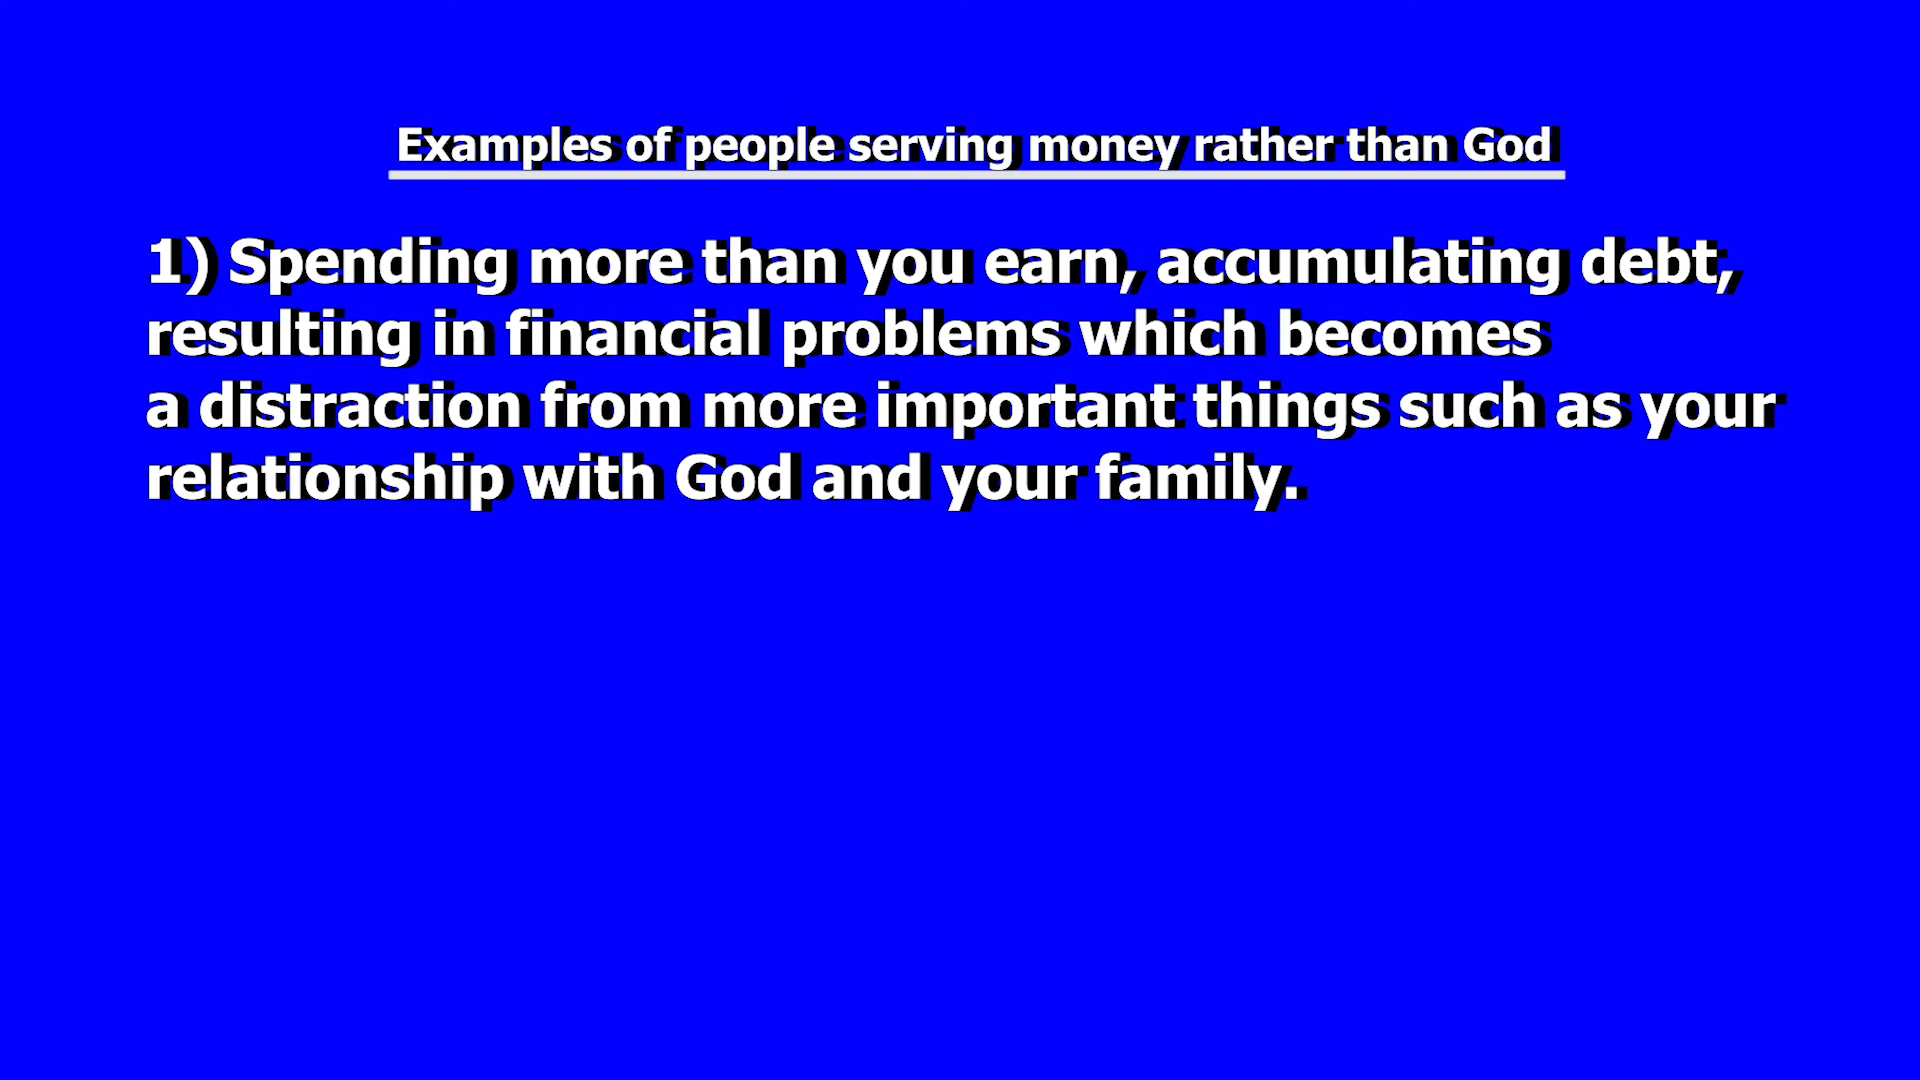 Examples of people serving money rather than God
1) Spending more than you earn, accumulating debt,
resulting in financial problems which becomes
a distraction from more important things such as your
relationship with God and your family.